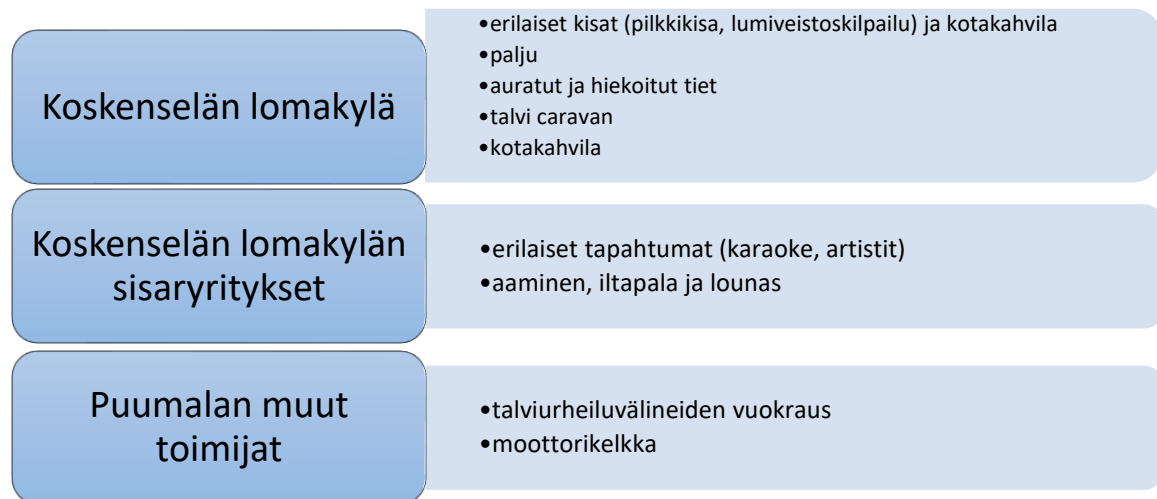 Koskenselän lomakylä
•erilaiset kisat (pilkkikisa, lumiveistoskilpailu) ja kotakahvila
•palju
•auratut ja hiekoitut tiet
•talvi caravan
•kotakahvila
Koskenselän lomakylän
sisaryritykset
•erilaiset tapahtumat (karaoke, artistit)
•aaminen, iltapala ja lounas
Puumalan muut
toimijat
•talviurheiluvälineiden vuokraus
•moottorikelkka